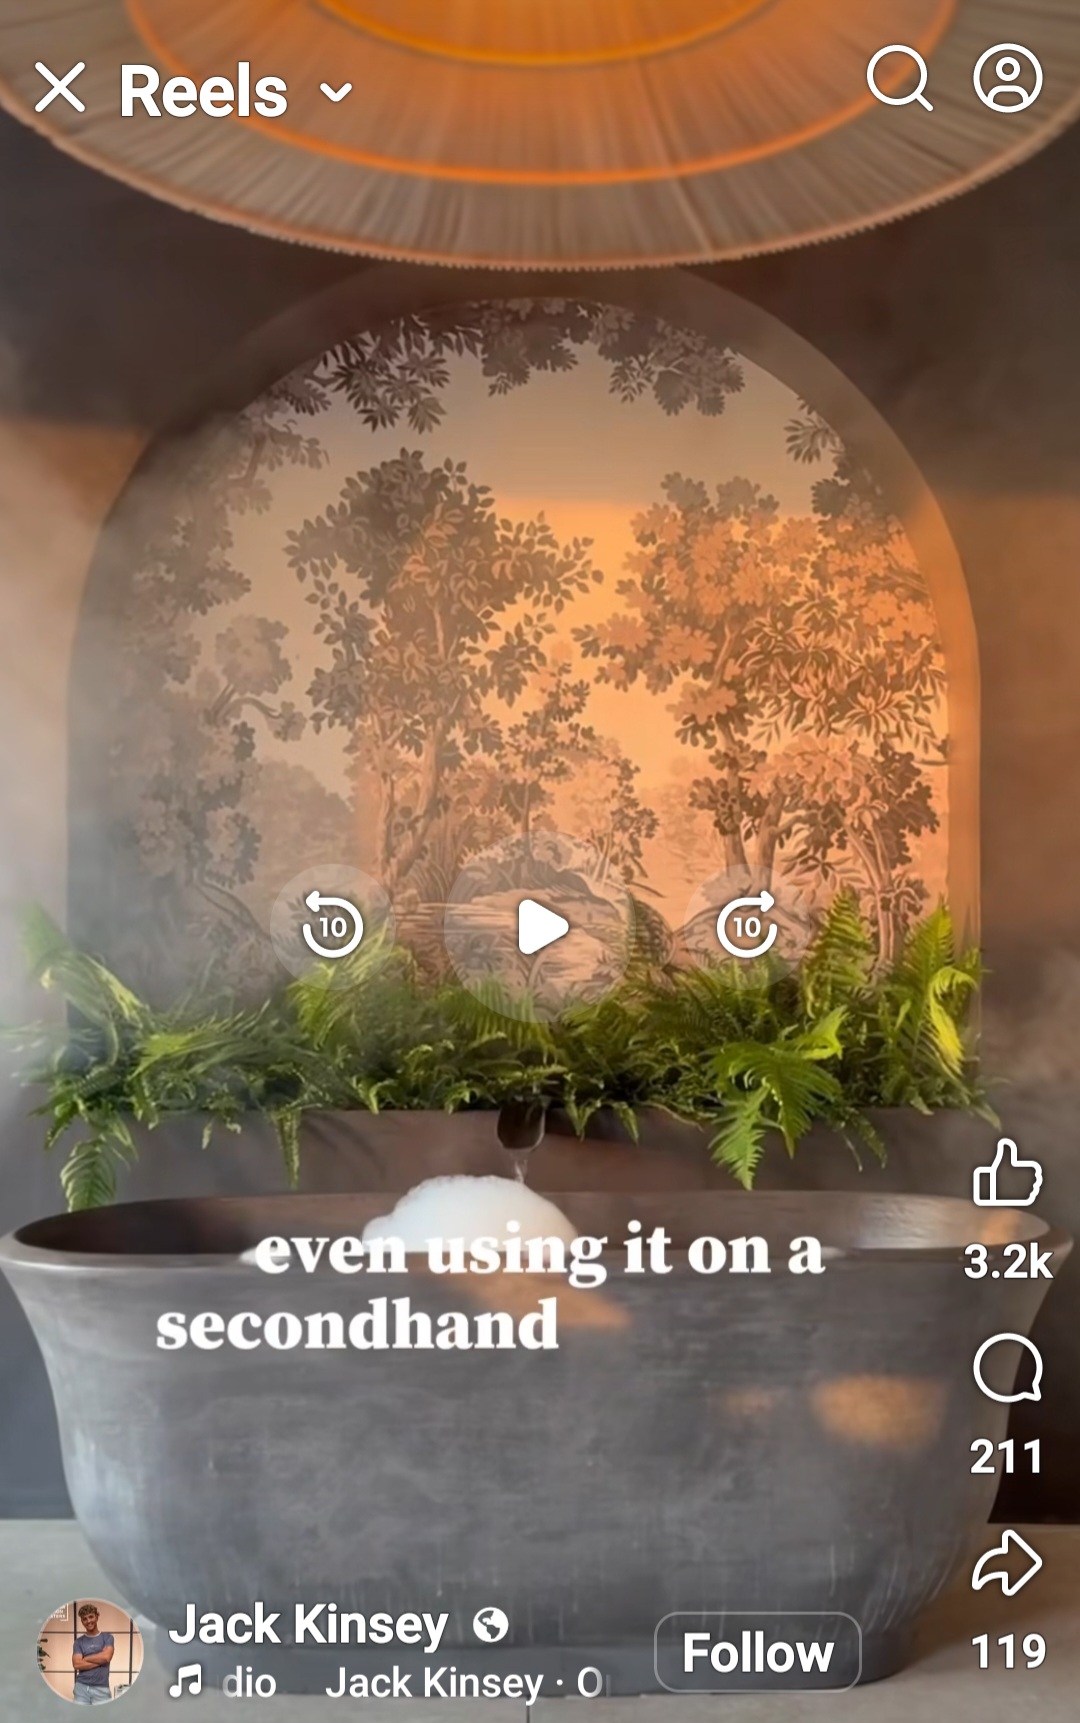 Reels
10
10
even using it on a
secondhand
3.2k
211
119
Jack Kinsey
Follow
dio Jack Kinsey · O